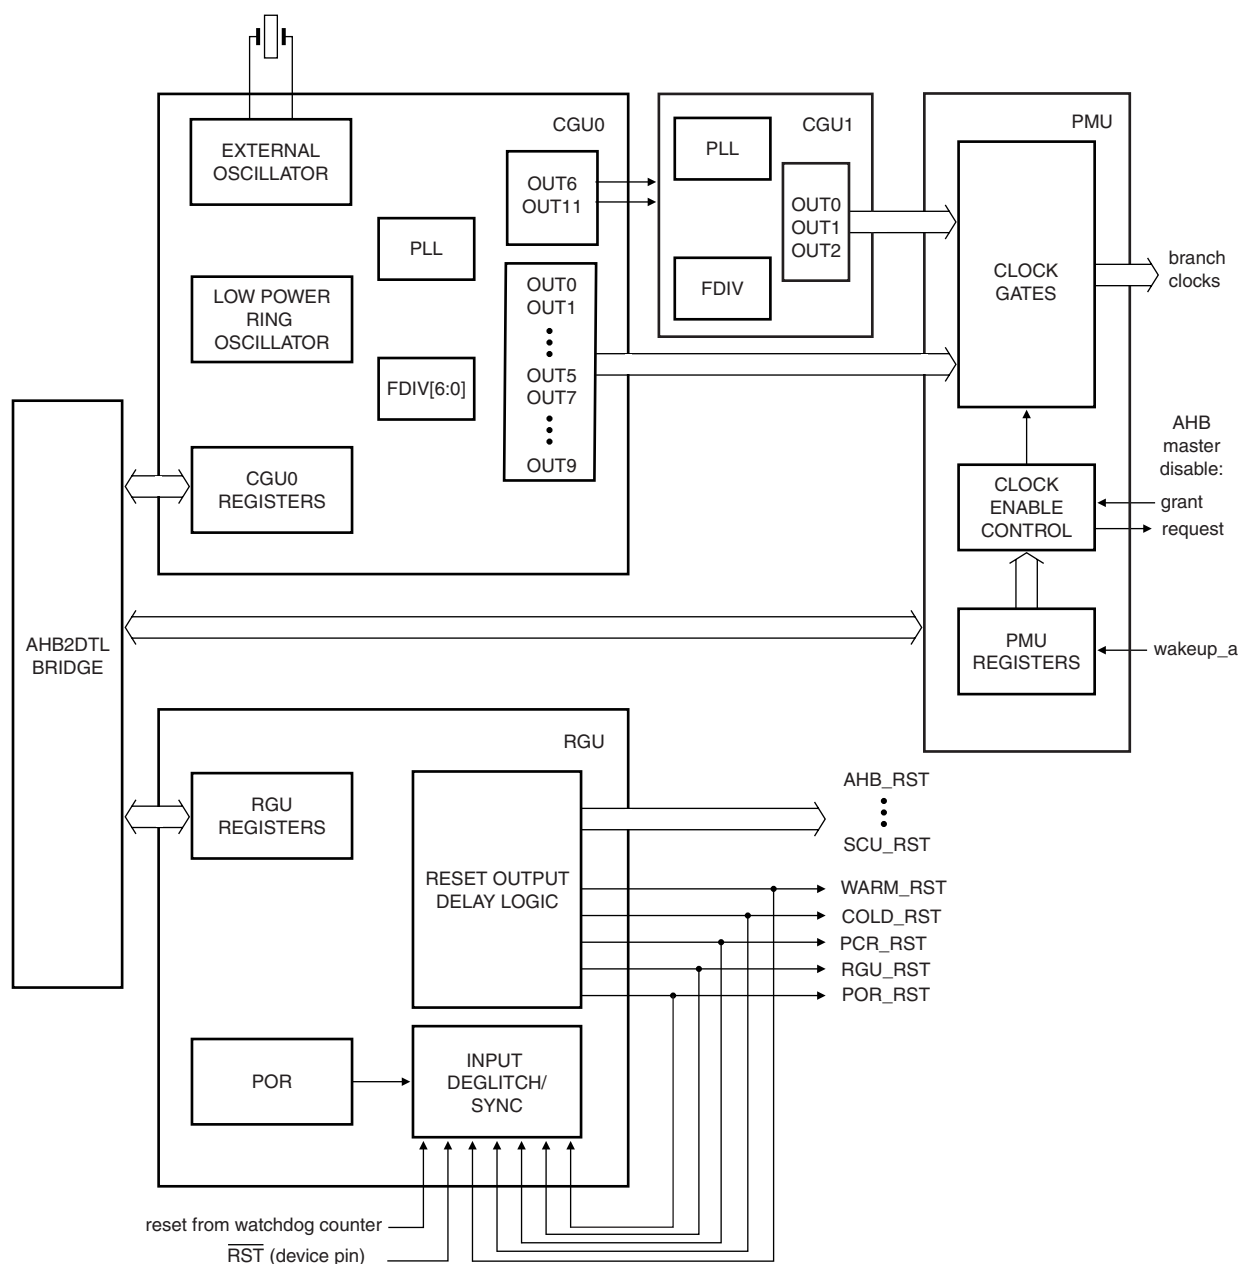 CGU0
EXTERNAL
OSCILLATOR
OUT6
OUT11
PLL
LOW POWER
RING
OSCILLATOR
OUT0
OUT1
OUT5
OUT7
OUT9
FDIV[6:0]
CGU0
REGISTERS
CGU1
PLL
OUT0
OUT1
OUT2
FDIV
PMU
CLOCK
GATES
branch
clocks
AHB
master
disable:
grant
request
CLOCK
ENABLE
CONTROL
PMU
REGISTERS
wakeup_a
AHB2DTL
BRIDGE
RGU
RGU
REGISTERS
RESET OUTPUT
DELAY LOGIC
AHB_RST
SCU_RST
WARM_RST
COLD_RST
PCR_RST
RGU_RST
POR_RST
POR
INPUT
DEGLITCH/
SYNC
reset from watchdog counter
R̅S̅T̅ (device pin)